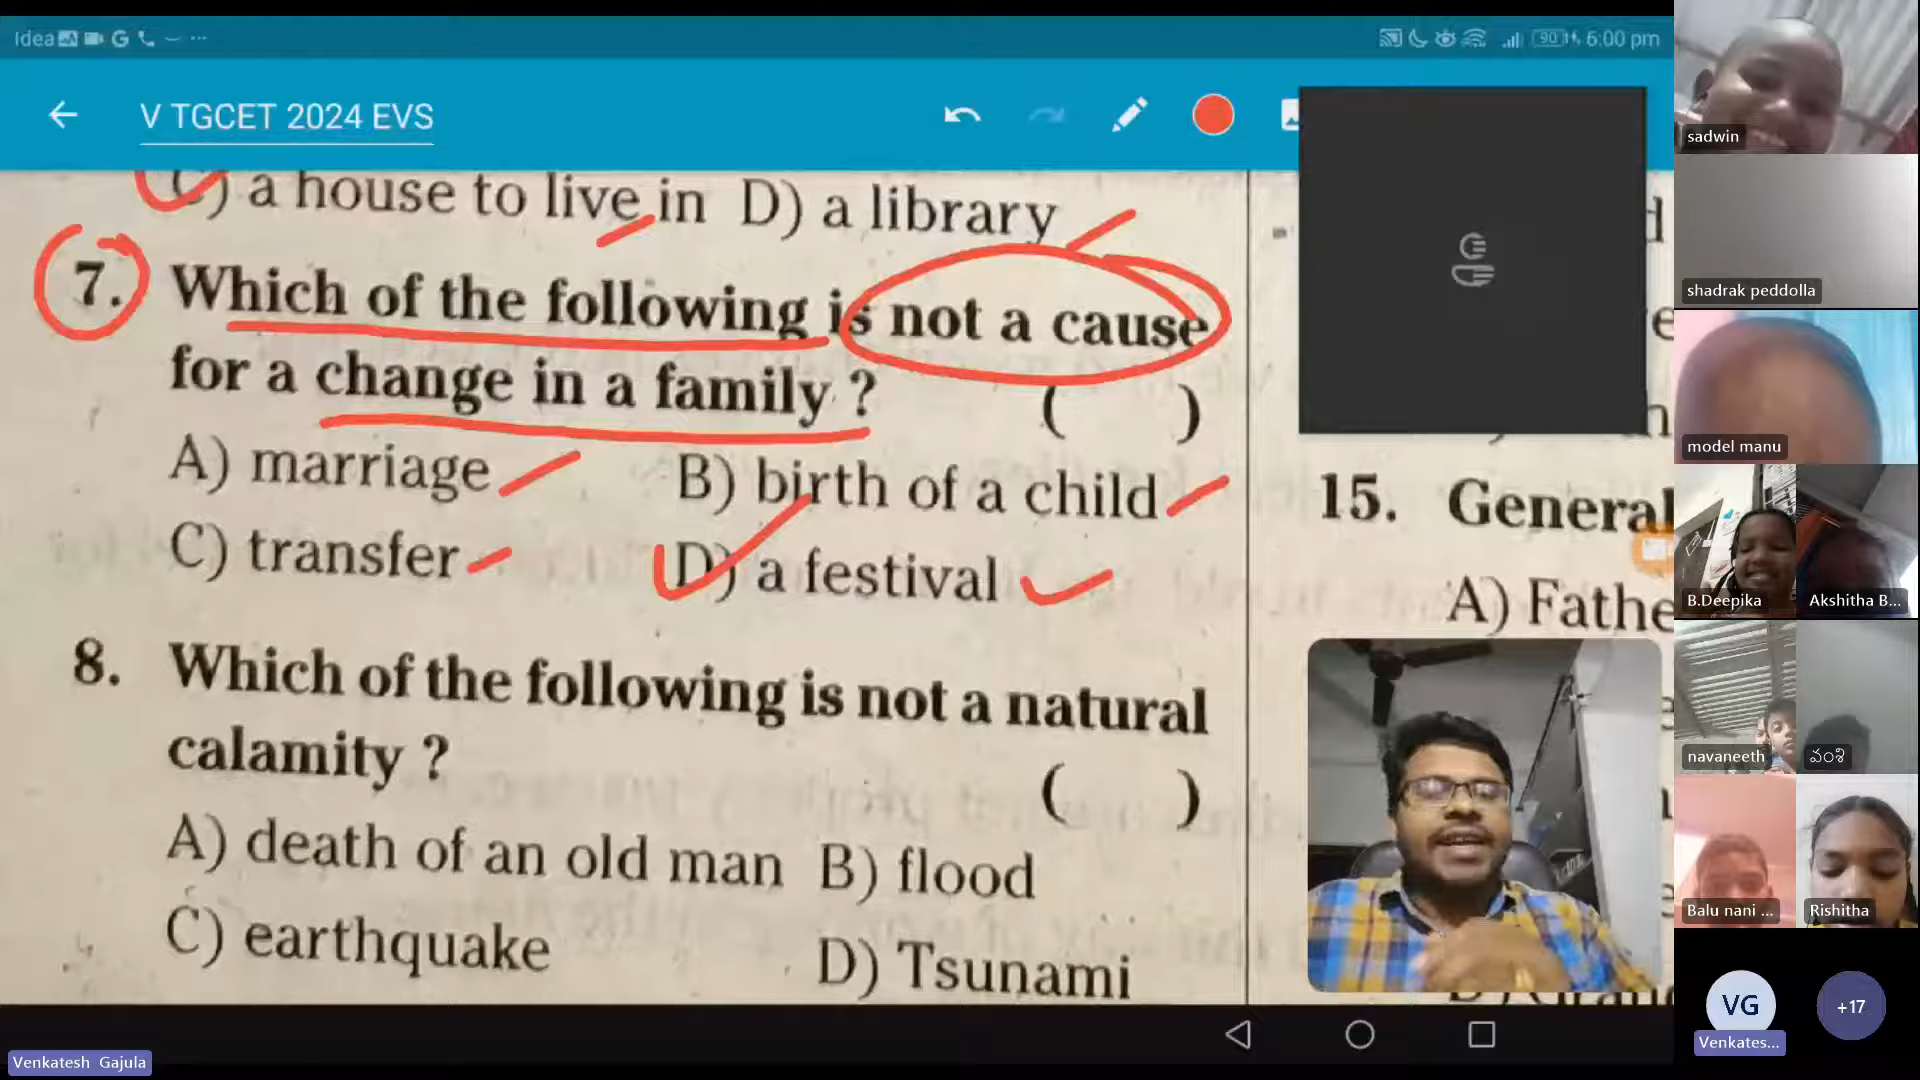 Idea
90
6:00 pm
V TGCET 2024 EVS
C) a house to live in D) a library
7. Which of the following is not a cause
for a change in a family ? ( )
A) marriage B) birth of a child
C) transfer D) a festival
8. Which of the following is not a natural
calamity ? ( )
A) death of an old man B) flood
C) earthquake D) Tsunami
15. General
A) Fathe
sadwin
shadrak peddolla
model manu
B.Deepika
Akshitha B...
navaneeth
వంశి
Balu nani ...
Rishitha
VG
+17
Venkates...
Venkatesh Gajula